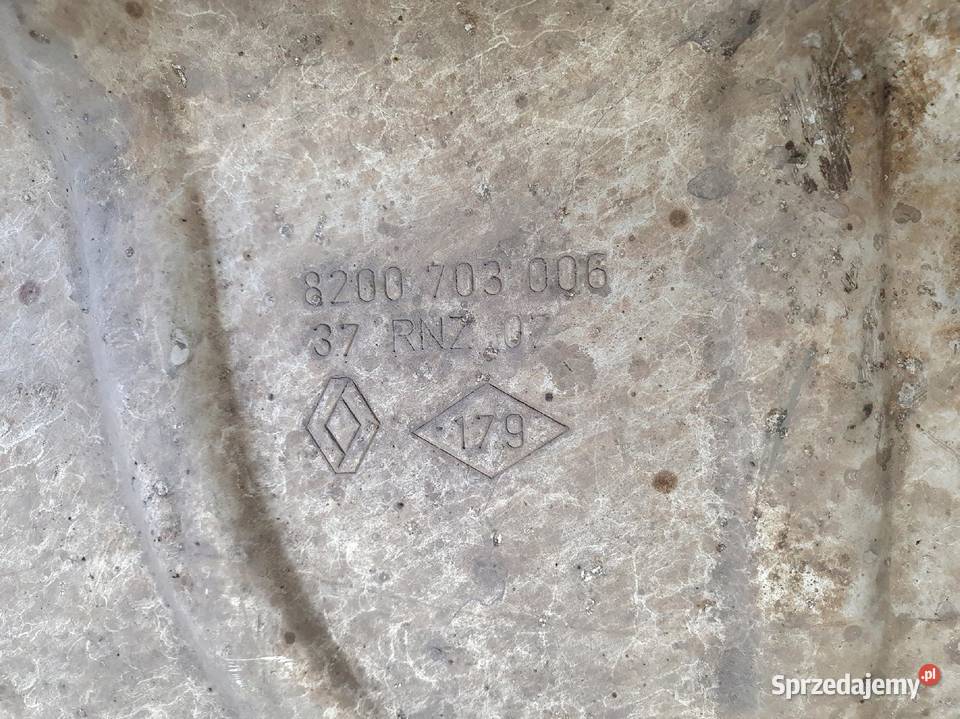 8200 703 006
37 RNZ 07
179
Sprzedajemy.pl